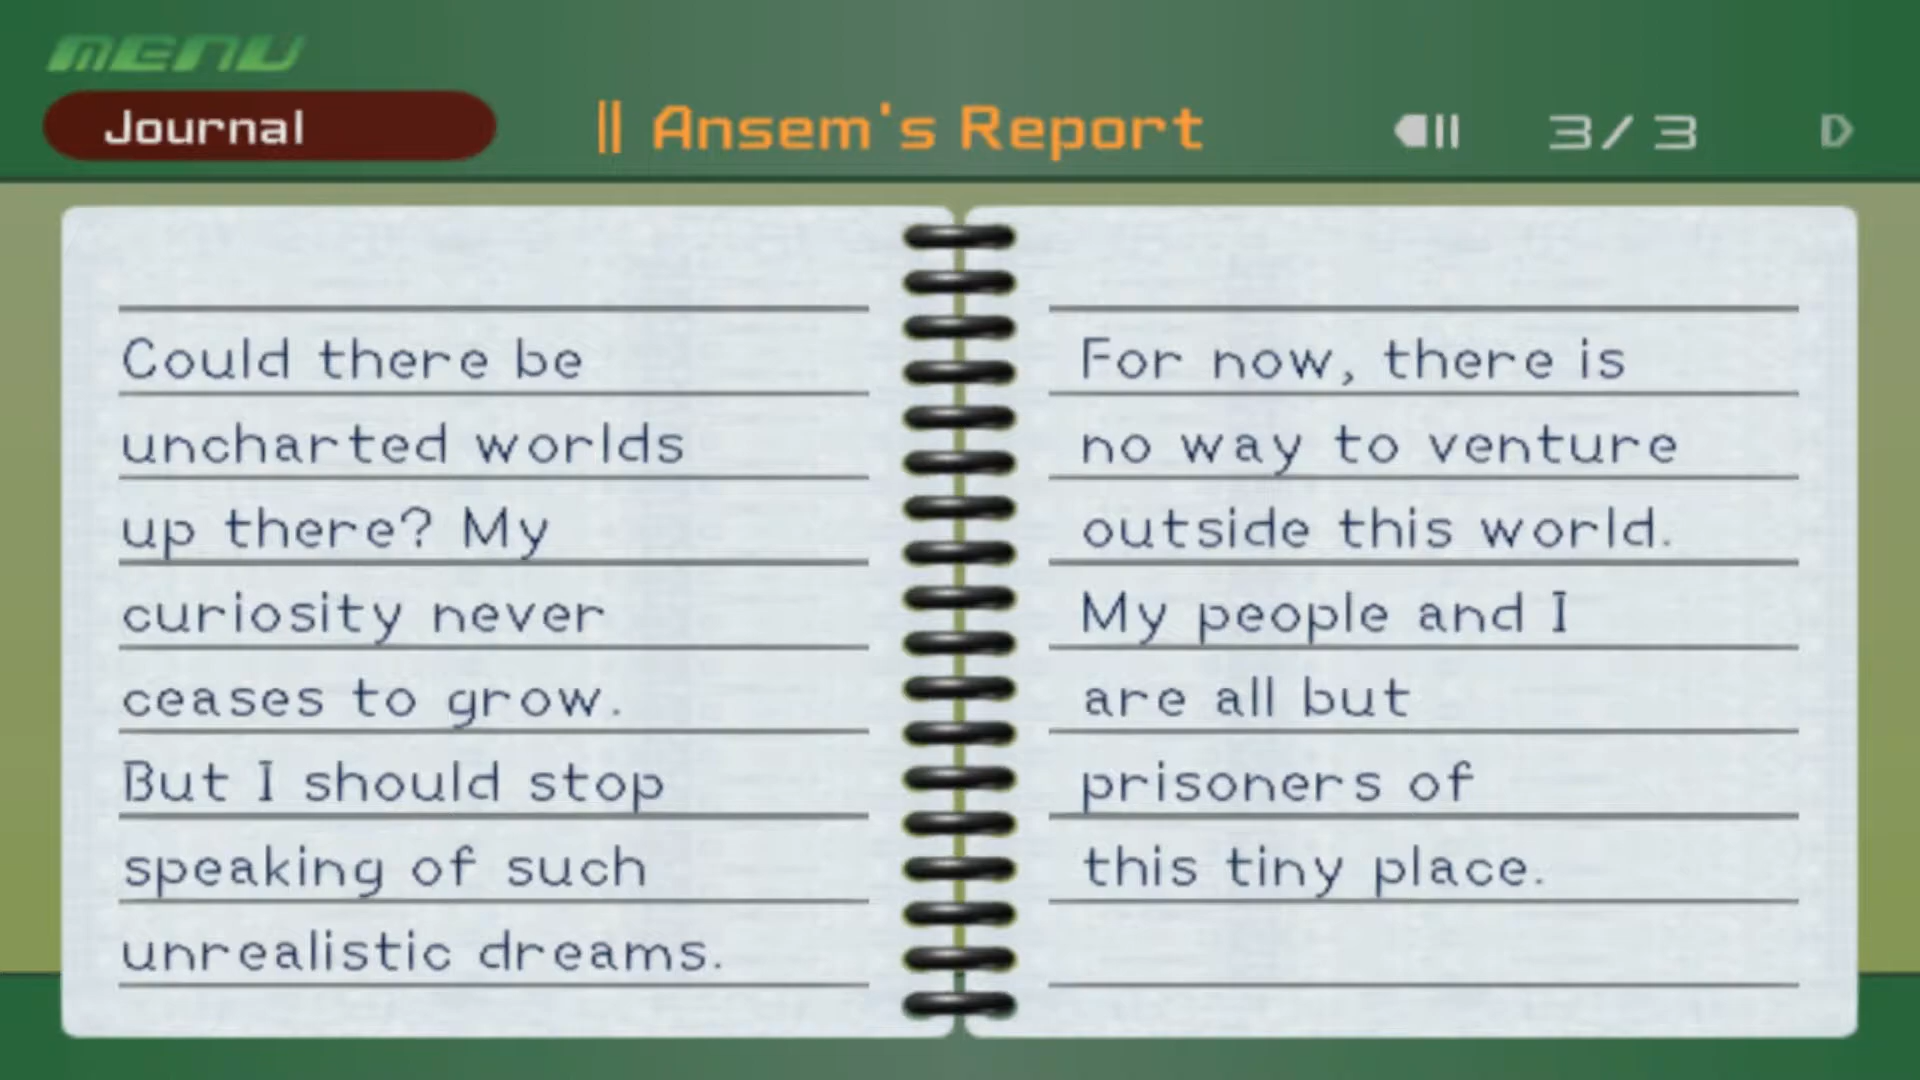 MENU
Journal
Ansem's Report
3/3
Could there be
uncharted worlds
up there? My
curiosity never
ceases to grow.
But I should stop
speaking of such
unrealistic dreams.
For now, there is
no way to venture
outside this world.
My people and I
are all but
prisoners of
this tiny place.